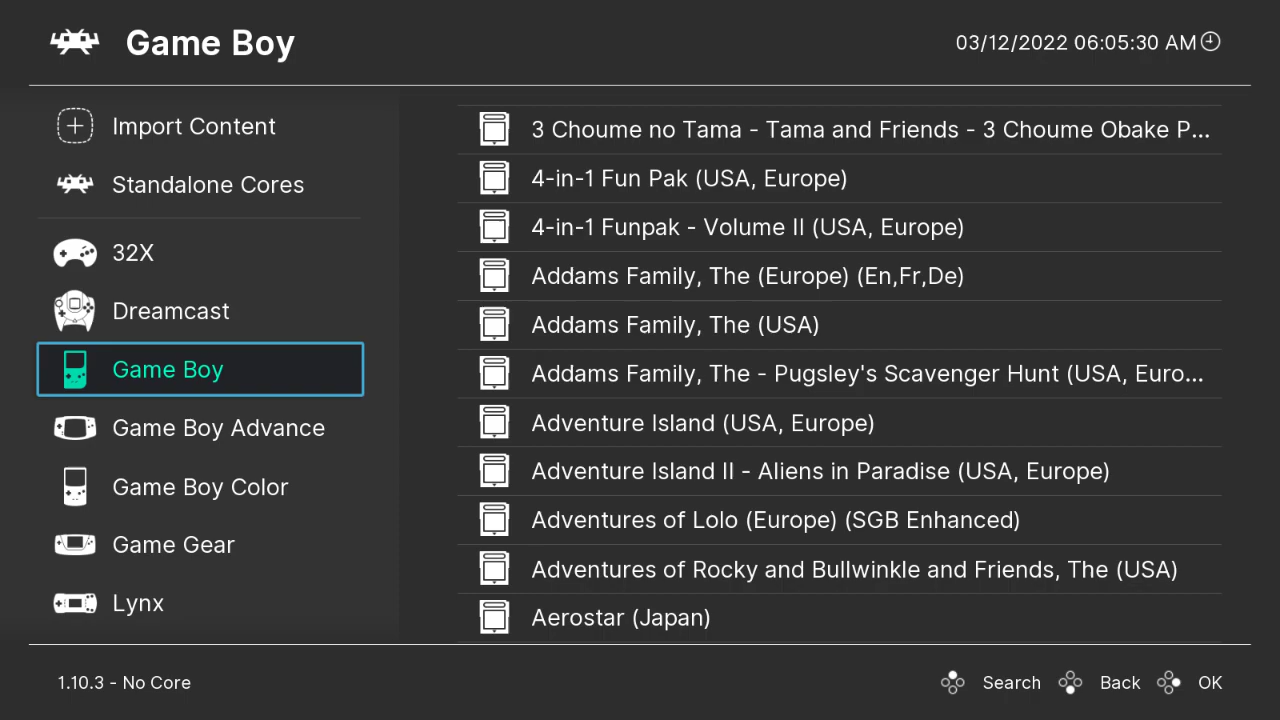 Game Boy
03/12/2022 06:05:30 AM
Import Content
Standalone Cores
32X
Dreamcast
Game Boy
Game Boy Advance
Game Boy Color
Game Gear
Lynx
3 Choume no Tama - Tama and Friends - 3 Choume Obake P...
4-in-1 Fun Pak (USA, Europe)
4-in-1 Funpak - Volume II (USA, Europe)
Addams Family, The (Europe) (En,Fr,De)
Addams Family, The (USA)
Addams Family, The - Pugsley's Scavenger Hunt (USA, Euro...
Adventure Island (USA, Europe)
Adventure Island II - Aliens in Paradise (USA, Europe)
Adventures of Lolo (Europe) (SGB Enhanced)
Adventures of Rocky and Bullwinkle and Friends, The (USA)
Aerostar (Japan)
1.10.3 - No Core
Search
Back
OK